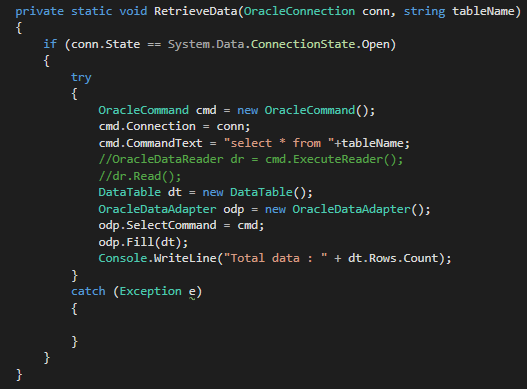 private static void RetrieveData(OracleConnection conn, string tableName)
{
    if (conn.State == System.Data.ConnectionState.Open)
    {
        try
        {
            OracleCommand cmd = new OracleCommand();
            cmd.Connection = conn;
            cmd.CommandText = "select * from "+tableName;
            //OracleDataReader dr = cmd.ExecuteReader();
            //dr.Read();
            DataTable dt = new DataTable();
            OracleDataAdapter odp = new OracleDataAdapter();
            odp.SelectCommand = cmd;
            odp.Fill(dt);
            Console.WriteLine("Total data : " + dt.Rows.Count);
        }
        catch (Exception e)
        {

        }
    }
}